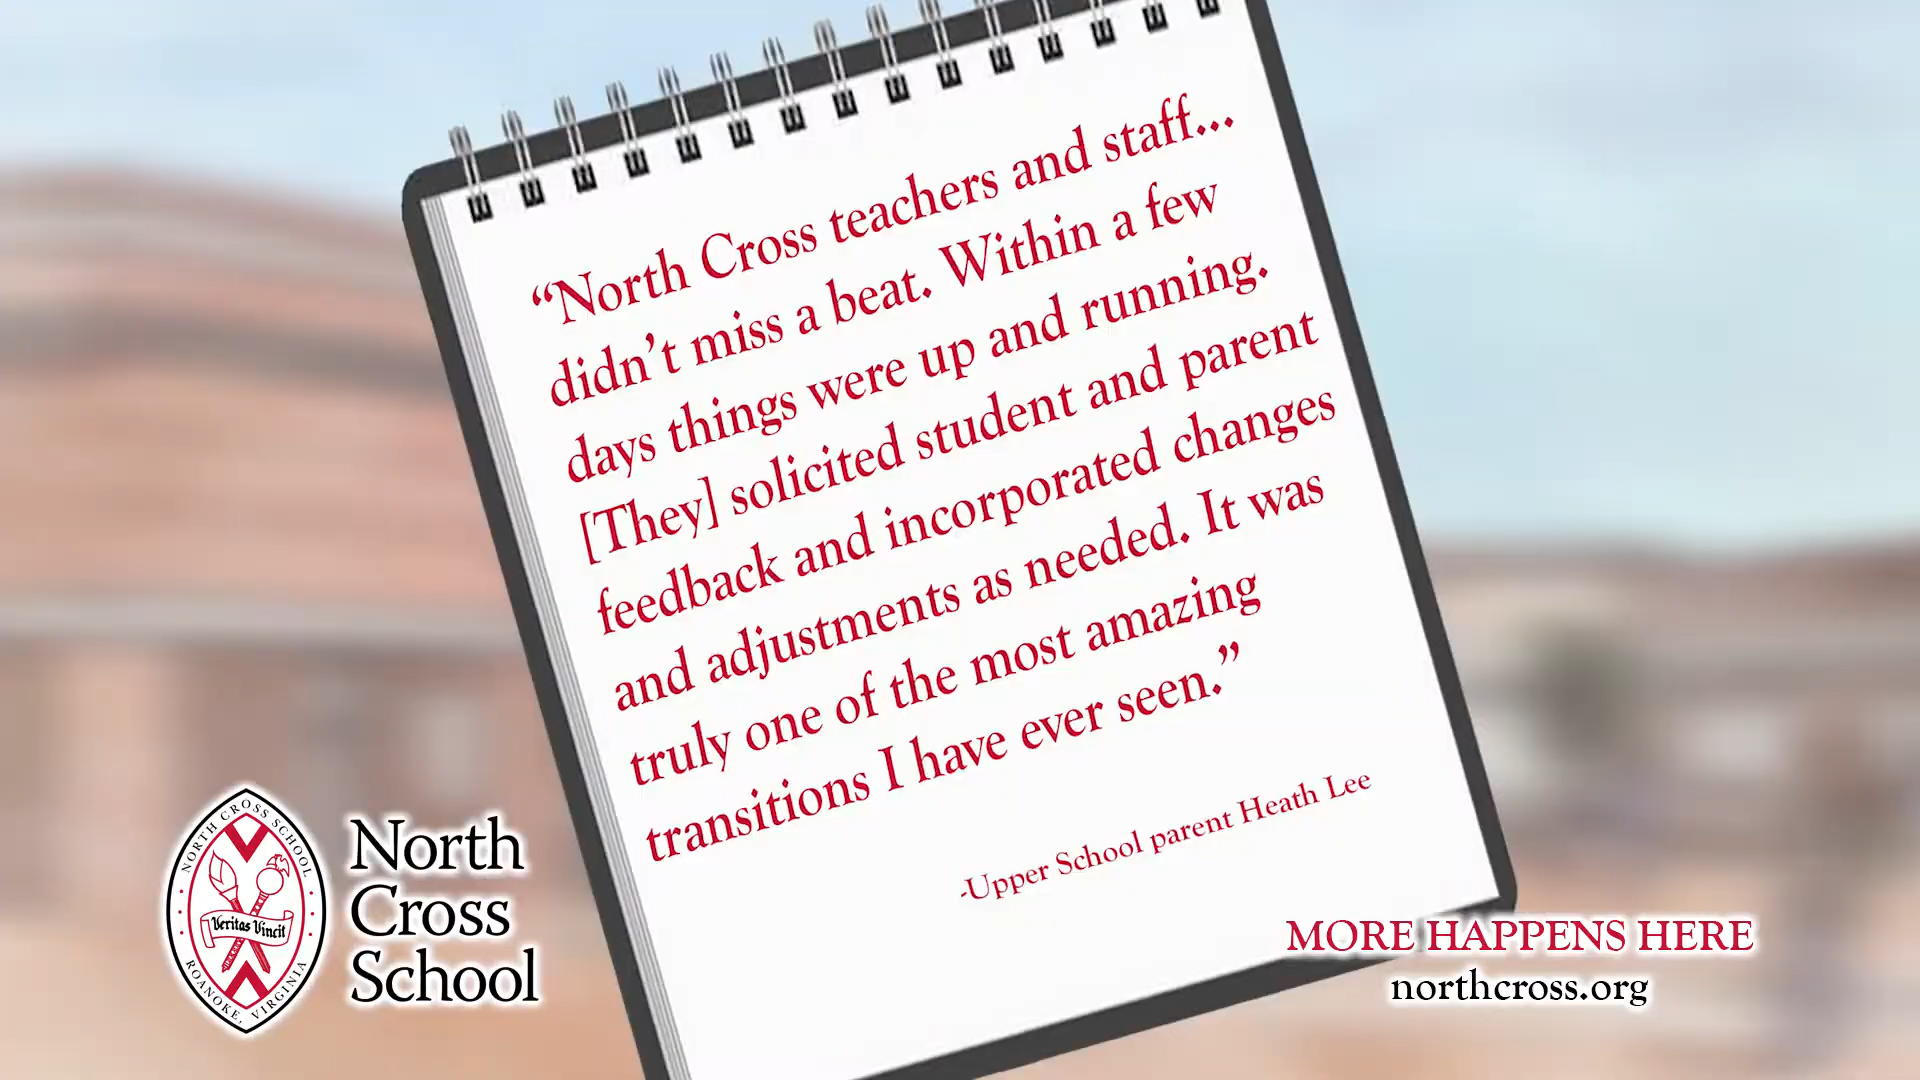 “North Cross teachers and staff...
didn’t miss a beat. Within a few
days things were up and running.
[They] solicited student and parent
feedback and incorporated changes
and adjustments as needed. It was
truly one of the most amazing
transitions I have ever seen.”
-Upper School parent Heath Lee
NORTH CROSS SCHOOL
Veritas Vincit
ROANOKE, VIRGINIA
North
Cross
School
MORE HAPPENS HERE
northcross.org